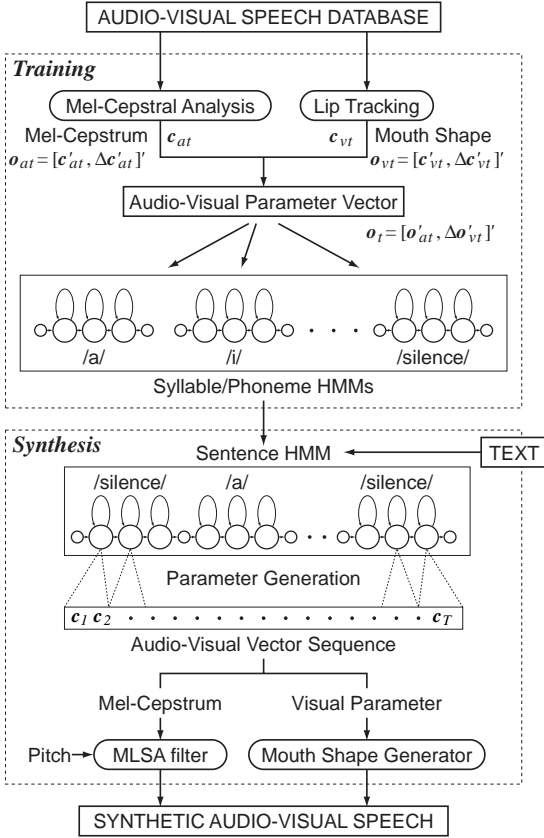 AUDIO-VISUAL SPEECH DATABASE
Training
Mel-Cepstral Analysis
Lip Tracking
Mel-Cepstrum
c_at
c_vt
Mouth Shape
o_at = [c'_at, Δc'_at]'
o_vt = [c'_vt, Δc'_vt]'
Audio-Visual Parameter Vector
o_t = [o'_at, Δo'_vt]'
/a/ /i/ · · · /silence/
Syllable/Phoneme HMMs
Synthesis
Sentence HMM
TEXT
/silence/ /a/ /silence/
· ·
Parameter Generation
c_1 c_2 · · · · · · · · · · · · · · · c_T
Audio-Visual Vector Sequence
Mel-Cepstrum
Visual Parameter
Pitch
MLSA filter
Mouth Shape Generator
SYNTHETIC AUDIO-VISUAL SPEECH